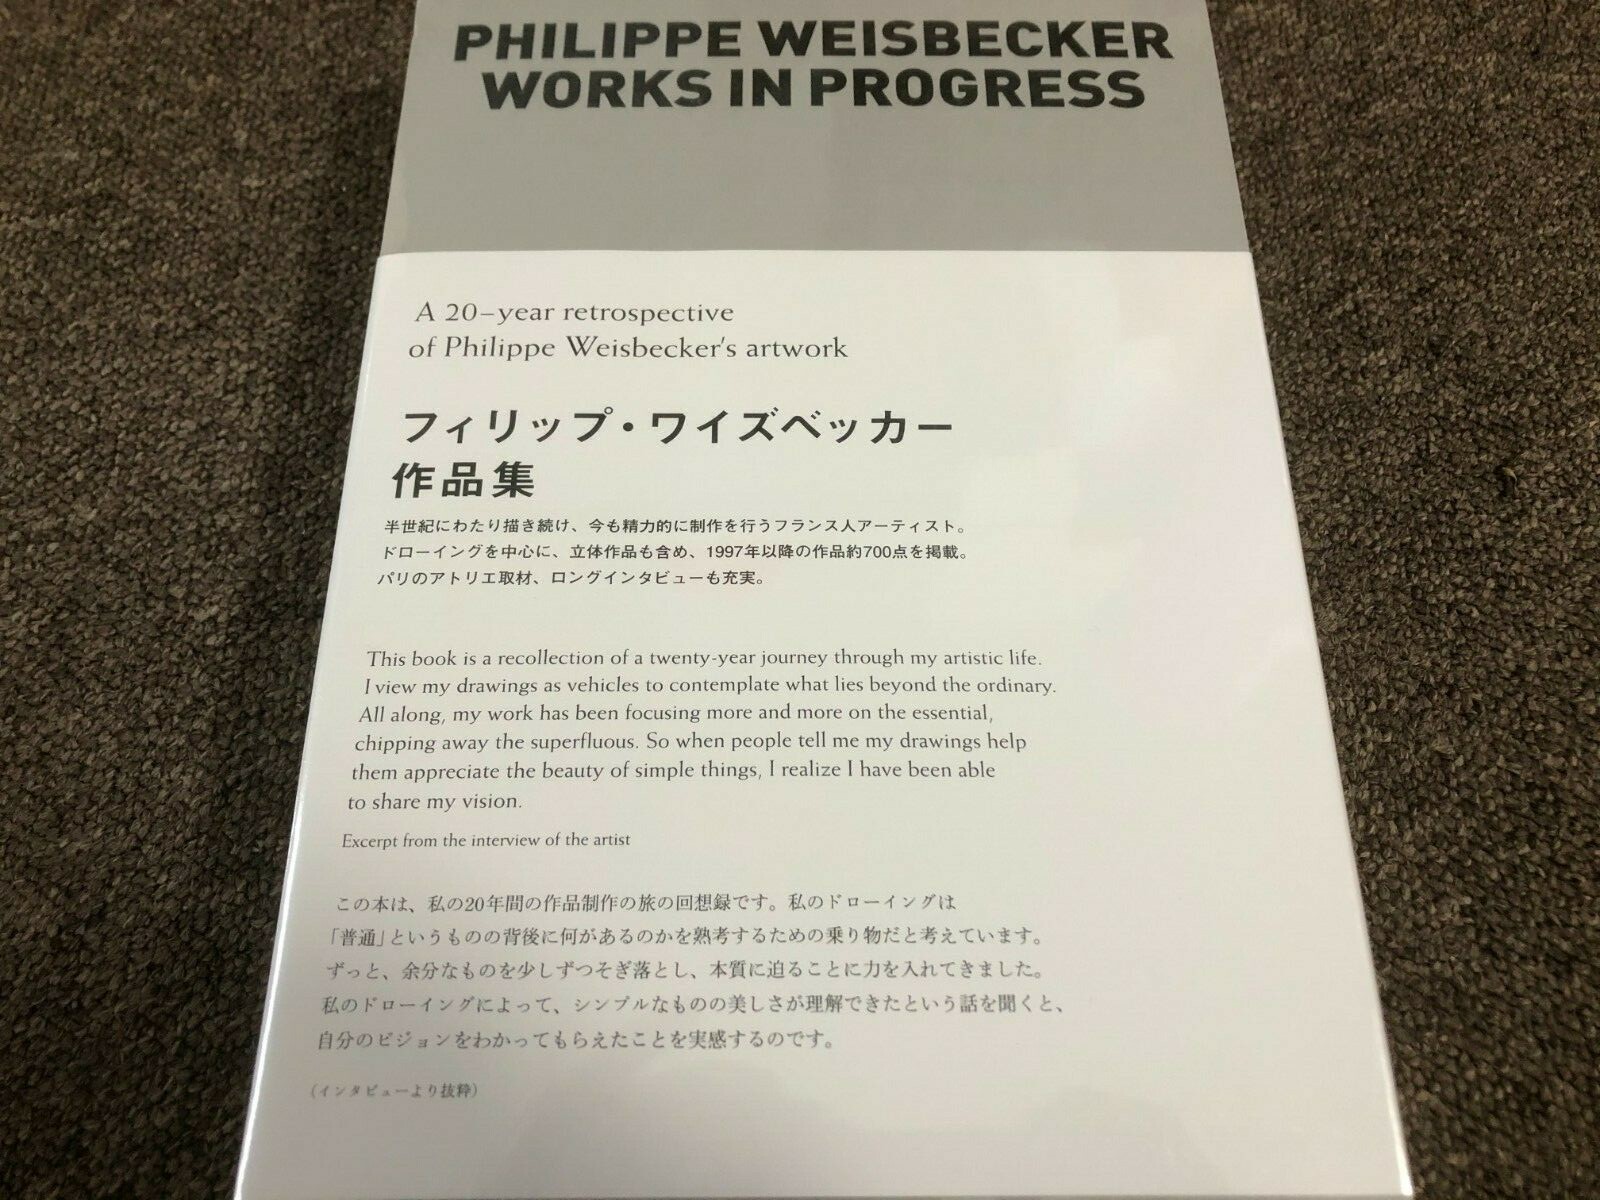 PHILIPPE WEISBECKER
WORKS IN PROGRESS
A 20–year retrospective
of Philippe Weisbecker's artwork
フィリップ・ワイズベッカー
作品集
半世紀にわたり描き続け、今も精力的に制作を行うフランス人アーティスト。
ドローイングを中心に、立体作品も含め、1997年以降の作品約700点を掲載。
パリのアトリエ取材、ロングインタビューも充実。
This book is a recollection of a twenty-year journey through my artistic life.
I view my drawings as vehicles to contemplate what lies beyond the ordinary.
All along, my work has been focusing more and more on the essential,
chipping away the superfluous. So when people tell me my drawings help
them appreciate the beauty of simple things, I realize I have been able
to share my vision.
Excerpt from the interview of the artist
この本は、私の20年間の作品制作の旅の回想録です。私のドローイングは
「普通」というものの背後に何があるのかを熟考するための乗り物だと考えています。
ずっと、余分なものを少しずつそぎ落とし、本質に迫ることに力を入れてきました。
私のドローイングによって、シンプルなものの美しさが理解できたという話を聞くと、
自分のビジョンをわかってもらえたことを実感するのです。
（インタビューより抜粋）